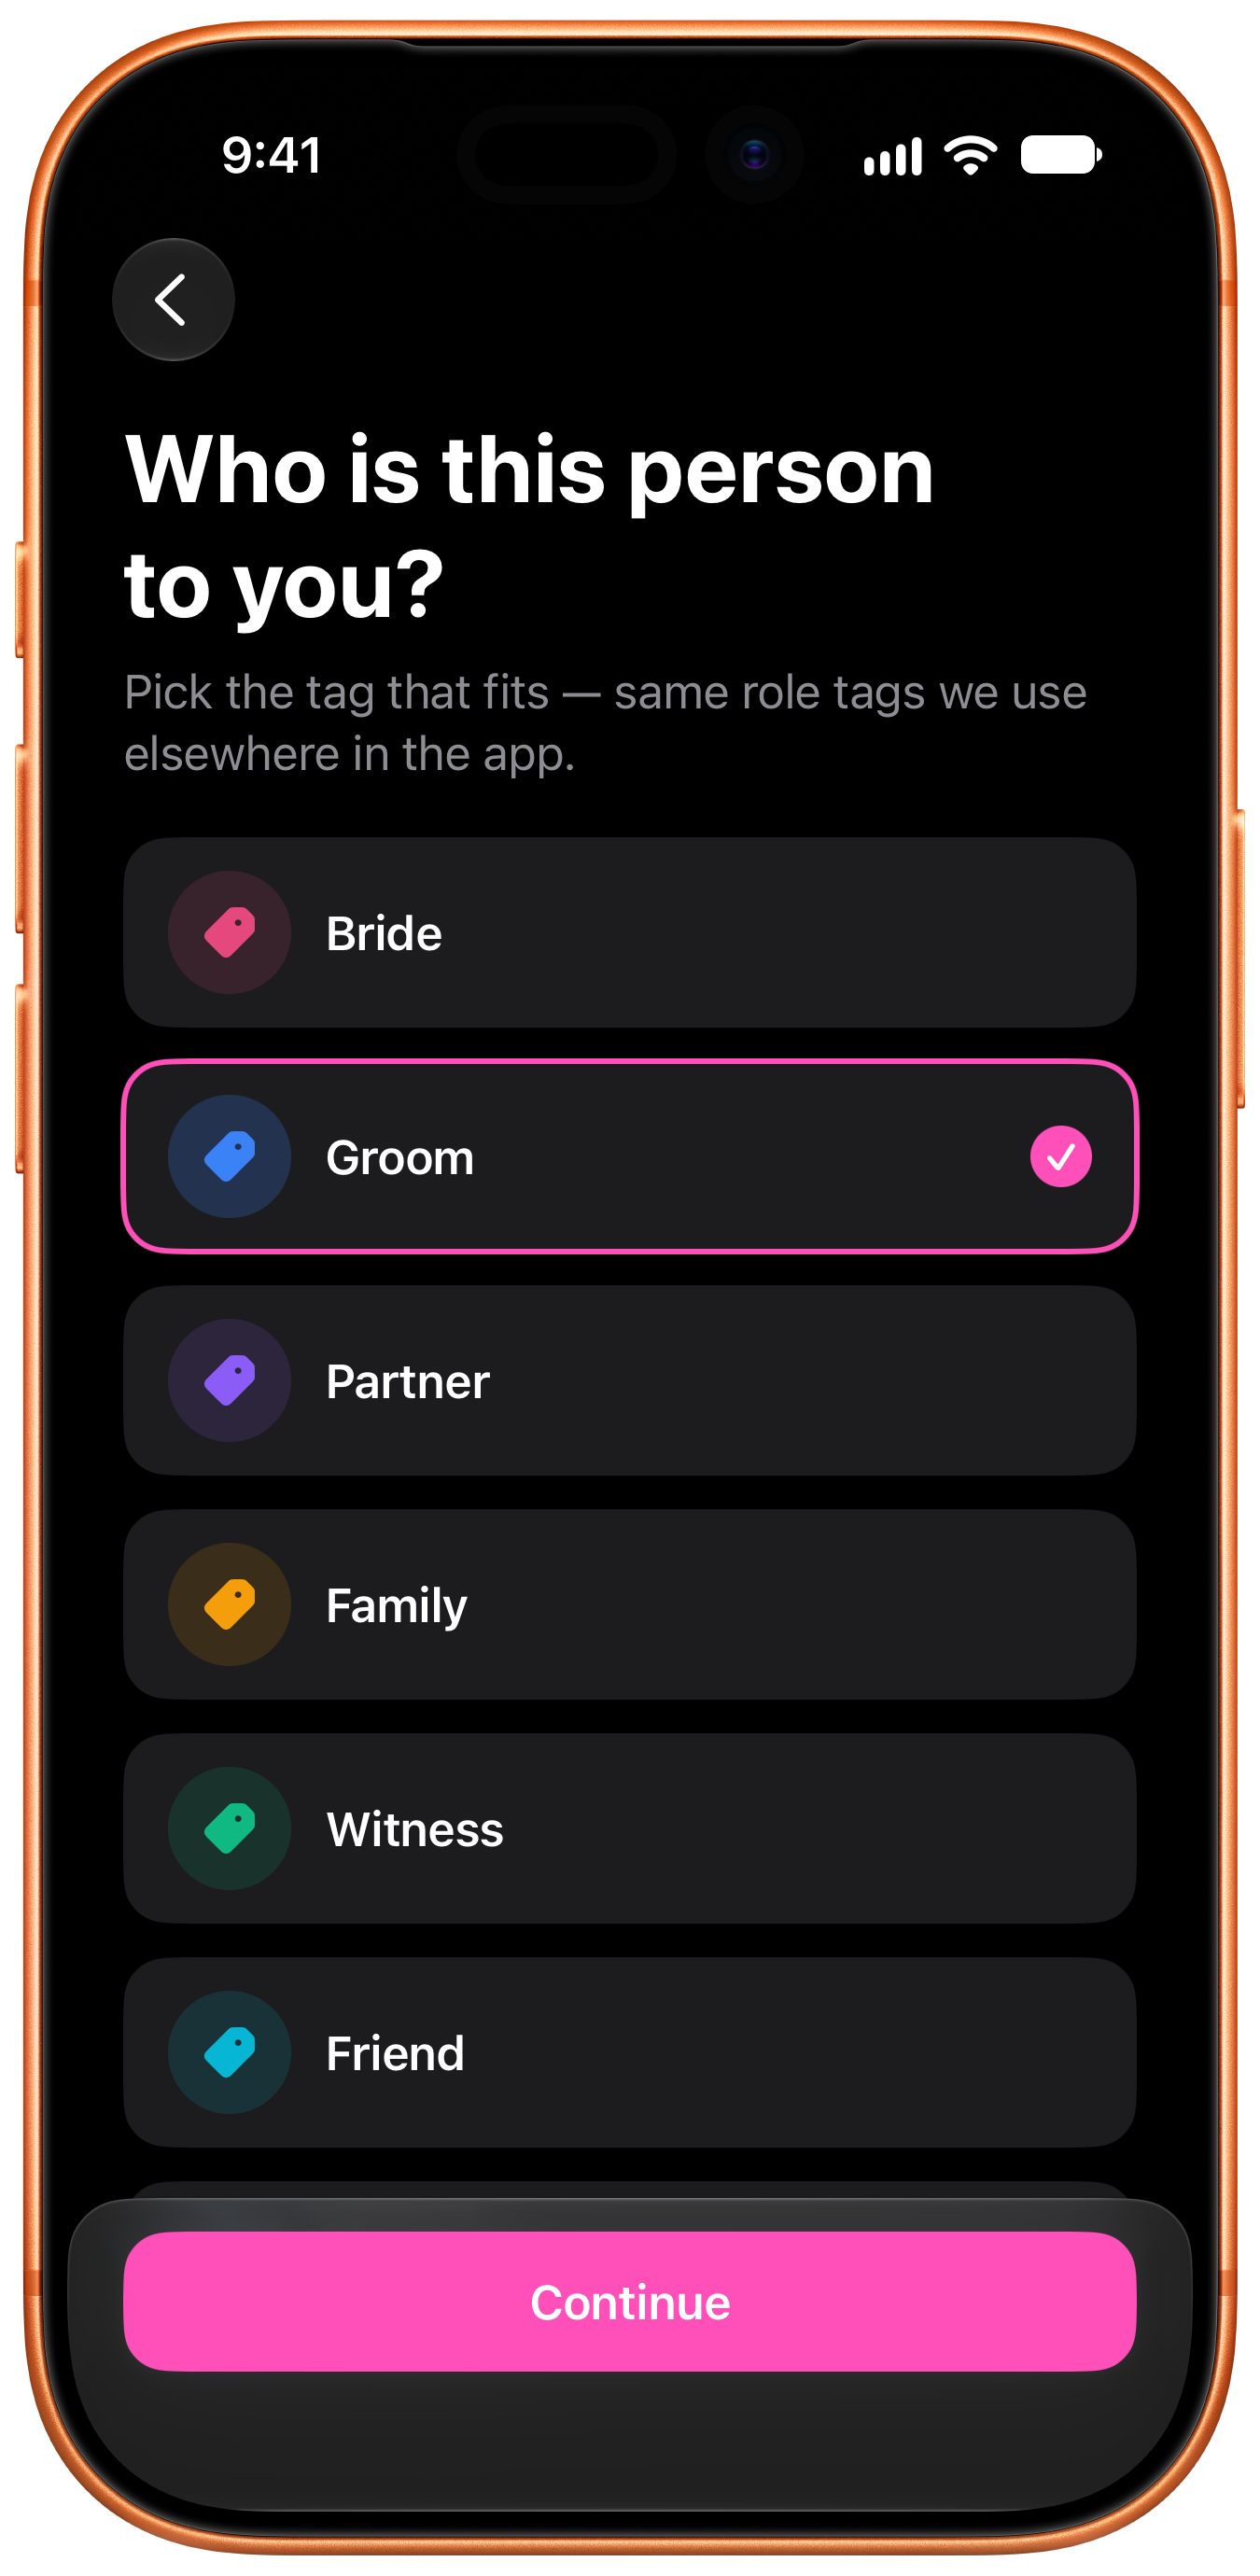 9:41
Who is this person
to you?
Pick the tag that fits — same role tags we use
elsewhere in the app.
Bride
Groom
Partner
Family
Witness
Friend
Continue